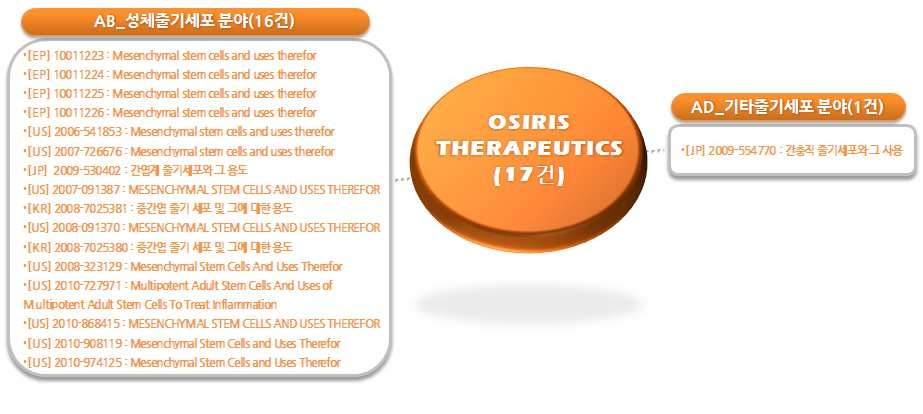 AB_성체줄기세포 분야(16건)
•[EP] 10011223 : Mesenchymal stem cells and uses therefor
•[EP] 10011224 : Mesenchymal stem cells and uses therefor
•[EP] 10011225 : Mesenchymal stem cells and uses therefor
•[EP] 10011226 : Mesenchymal stem cells and uses therefor
•[US] 2006-541853 : Mesenchymal stem cells and uses therefor
•[US] 2007-726676 : Mesenchymal stem cells and uses therefor
•[JP] 2009-530402 : 간엽계 줄기세포와 그 용도
•[US] 2007-091387 : MESENCHYMAL STEM CELLS AND USES THEREFOR
•[KR] 2008-7025381 : 중간엽 줄기 세포 및 그에 대한 용도
•[US] 2008-091370 : MESENCHYMAL STEM CELLS AND USES THEREFOR
•[KR] 2008-7025380 : 중간엽 줄기 세포 및 그에 대한 용도
•[US] 2008-323129 : Mesenchymal Stem Cells And Uses Therefor
•[US] 2010-727971 : Multipotent Adult Stem Cells And Uses of
Multipotent Adult Stem Cells To Treat Inflammation
•[US] 2010-868415 : MESENCHYMAL STEM CELLS AND USES THEREFOR
•[US] 2010-908119 : Mesenchymal Stem Cells and Uses Therefor
•[US] 2010-974125 : Mesenchymal Stem Cells and Uses Therefor
OSIRIS
THERAPEUTICS
(17건)
AD_기타줄기세포 분야(1건)
•[JP] 2009-554770 : 간충직 줄기세포와 그 사용